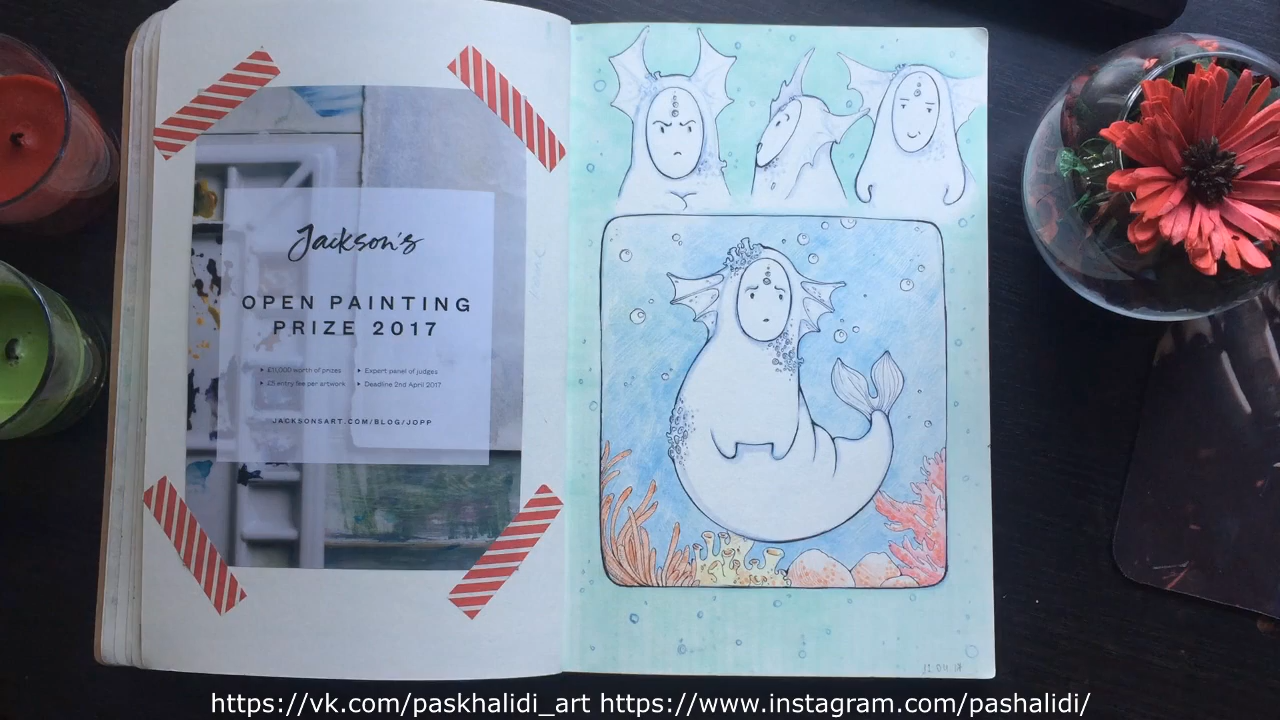 Jackson's
OPEN PAINTING
PRIZE 2017
▸ £11,000 worth of prizes ▸ Expert panel of judges
▸ £5 entry fee per artwork ▸ Deadline 2nd April 2017
JACKSONSART.COM/BLOG/JOPP
https://vk.com/paskhalidi_art https://www.instagram.com/pashalidi/